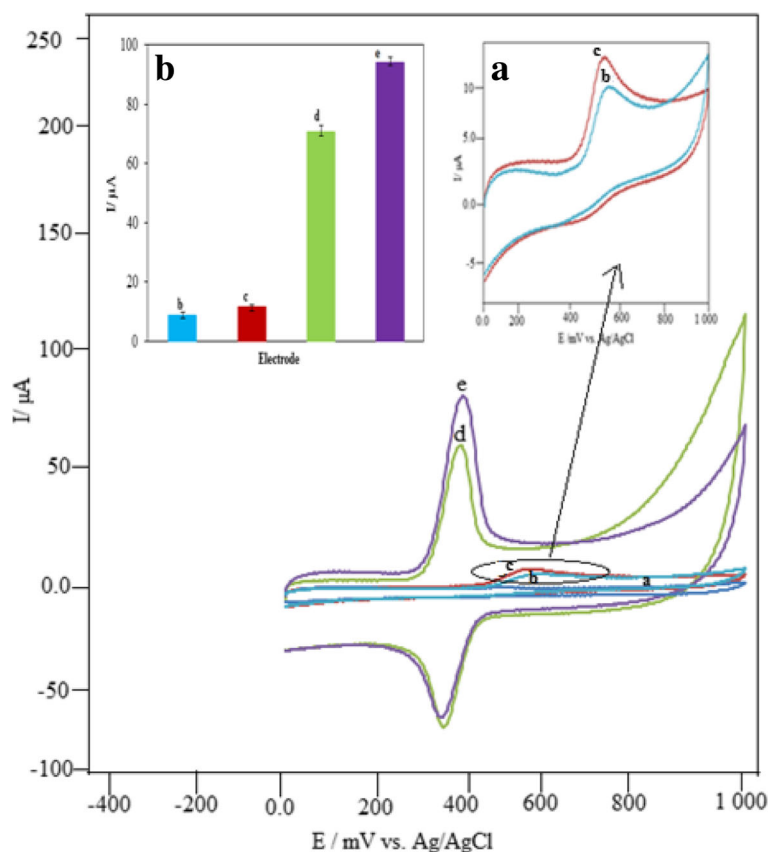 250
200
150
100
50
0.0
-50
-100
I/ µA
-400
-200
0.0
200
400
600
800
1 000
E / mV vs. Ag/AgCl
b
100
80
60
40
20
0
I/ µA
b
c
d
e
Electrode
a
c
b
10
5.0
0.0
-5
I/ µA
0.0
200
400
600
800
1 000
E /mV vs. Ag/AgCl
e
d
c
b
a